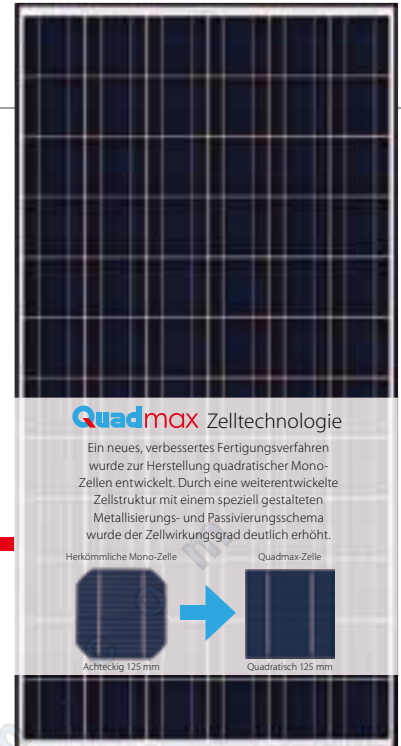 Quadmax Zelltechnologie
Ein neues, verbessertes Fertigungsverfahren
wurde zur Herstellung quadratischer Mono-
Zellen entwickelt. Durch eine weiterentwickelte
Zellstruktur mit einem speziell gestalteten
Metallisierungs- und Passivierungsschema
wurde der Zellwirkungsgrad deutlich erhöht.
Herkömmliche Mono-Zelle
Quadmax-Zelle
Achteckig 125 mm
Quadratisch 125 mm